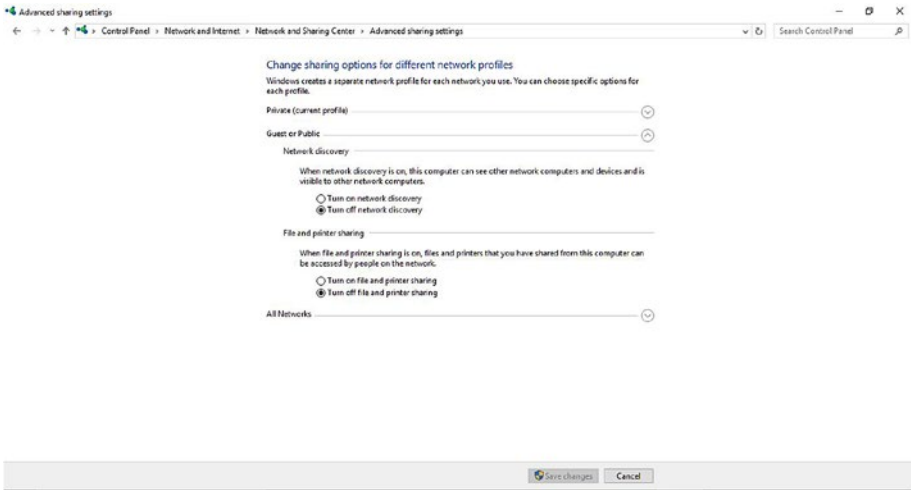 Advanced sharing settings
Control Panel > Network and Internet > Network and Sharing Center > Advanced sharing settings
Search Control Panel
Change sharing options for different network profiles
Windows creates a separate network profile for each network you use. You can choose specific options for
each profile.
Private (current profile)
Guest or Public
Network discovery
When network discovery is on, this computer can see other network computers and devices and is
visible to other network computers.
Turn on network discovery
Turn off network discovery
File and printer sharing
When file and printer sharing is on, files and printers that you have shared from this computer can
be accessed by people on the network.
Turn on file and printer sharing
Turn off file and printer sharing
All Networks
Save changes
Cancel